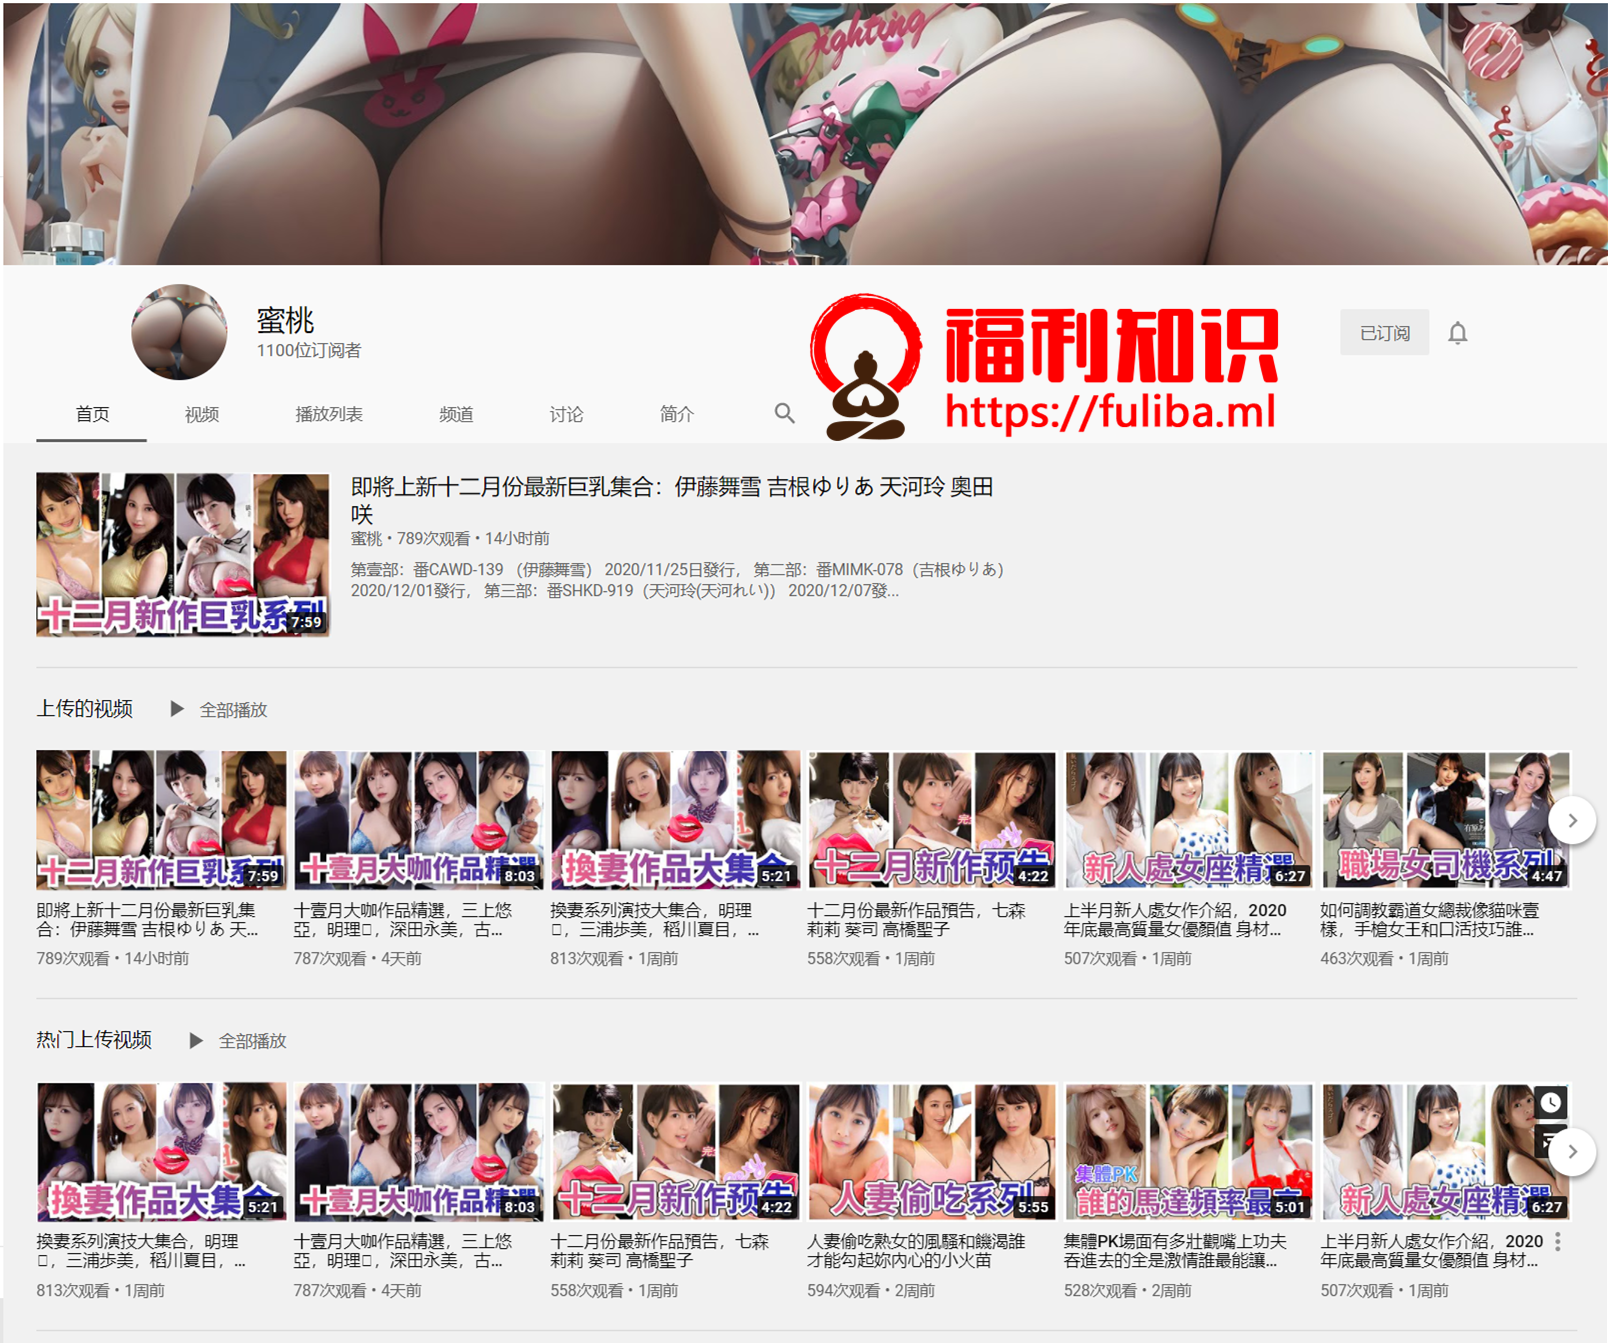 Fighting
蜜桃
1100位订阅者
福利知识
https://fuliba.ml
已订阅
首页 视频 播放列表 频道 讨论 简介
十二月新作巨乳系列
7:59
即將上新十二月份最新巨乳集合：伊藤舞雪 吉根ゆりあ 天河玲 奥田
咲
蜜桃・789次观看・14小时前
第壹部：番CAWD-139 （伊藤舞雪） 2020/11/25日發行， 第二部：番MIMK-078（吉根ゆりあ）
2020/12/01發行， 第三部：番SHKD-919（天河玲(天河れい)） 2020/12/07發...
上传的视频 全部播放
十二月新作巨乳系列
7:59
即將上新十二月份最新巨乳集
合：伊藤舞雪 吉根ゆりあ 天...
789次观看・14小时前
十壹月大咖作品精選
8:03
十壹月大咖作品精選，三上悠
亞，明理，深田永美，古...
787次观看・4天前
換妻作品大集合
5:21
換妻系列演技大集合，明理
，三浦歩美，稻川夏目，...
813次观看・1周前
十二月新作预告
4:22
十二月份最新作品預告，七森
莉莉 葵司 高橋聖子
558次观看・1周前
新人處女座精選
6:27
上半月新人處女作介紹，2020
年底最高質量女優顏值 身材...
507次观看・1周前
職場女司機系列
4:47
如何調教霸道女總裁像貓咪壹
樣，手槍女王和口活技巧誰...
463次观看・1周前
热门上传视频 全部播放
換妻作品大集合
5:21
換妻系列演技大集合，明理
，三浦歩美，稻川夏目，...
813次观看・1周前
十壹月大咖作品精選
8:03
十壹月大咖作品精選，三上悠
亞，明理，深田永美，古...
787次观看・4天前
十二月新作预告
4:22
十二月份最新作品預告，七森
莉莉 葵司 高橋聖子
558次观看・1周前
人妻偷吃系列
5:55
人妻偷吃熟女的風騷和饑渴誰
才能勾起妳內心的小火苗
594次观看・2周前
集體PK
誰的馬達頻率最高
5:01
集體PK場面有多壯觀嘴上功夫
吞進去的全是激情誰最能讓...
528次观看・2周前
新人處女座精選
6:27
上半月新人處女作介紹，2020
年底最高質量女優顏值 身材...
507次观看・1周前